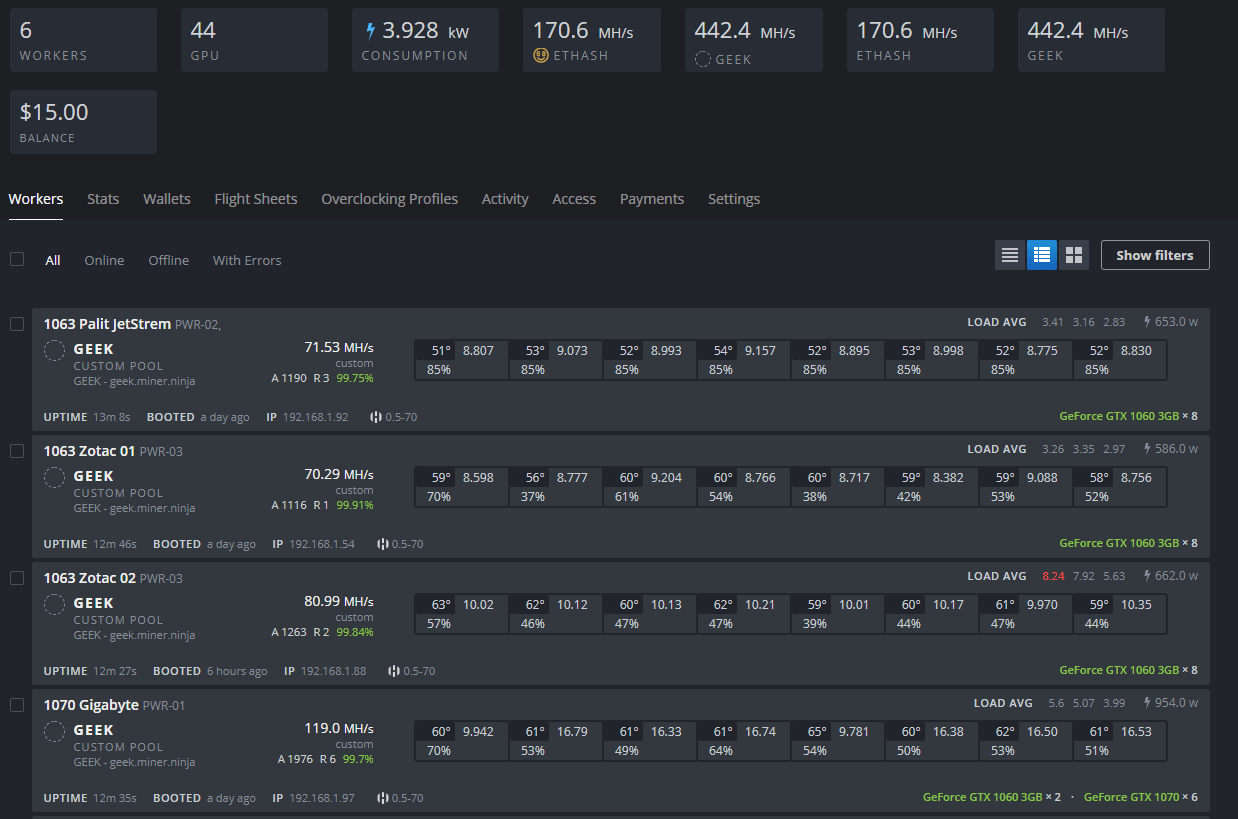 6 44 3.928 kW 170.6 MH/s 442.4 MH/s 170.6 MH/s 442.4 MH/s
WORKERS GPU CONSUMPTION ETHASH GEEK ETHASH GEEK
$15.00
BALANCE
Workers Stats Wallets Flight Sheets Overclocking Profiles Activity Access Payments Settings
All Online Offline With Errors Show filters
1063 Palit JetStrem PWR-02, LOAD AVG 3.41 3.16 2.83 653.0 w
GEEK 71.53 MH/s 51° 8.807 53° 9.073 52° 8.993 54° 9.157 52° 8.895 53° 8.998 52° 8.775 52° 8.830
CUSTOM POOL custom 85% 85% 85% 85% 85% 85% 85% 85%
GEEK - geek.miner.ninja A 1190 R 3 99.75%
UPTIME 13m 8s BOOTED a day ago IP 192.168.1.92 0.5-70 GeForce GTX 1060 3GB × 8
1063 Zotac 01 PWR-03 LOAD AVG 3.26 3.35 2.97 586.0 w
GEEK 70.29 MH/s 59° 8.598 56° 8.777 60° 9.204 60° 8.766 60° 8.717 59° 8.382 59° 9.088 58° 8.756
CUSTOM POOL custom 70% 37% 61% 54% 38% 42% 53% 52%
GEEK - geek.miner.ninja A 1116 R 1 99.91%
UPTIME 12m 46s BOOTED a day ago IP 192.168.1.54 0.5-70 GeForce GTX 1060 3GB × 8
1063 Zotac 02 PWR-03 LOAD AVG 8.24 7.92 5.63 662.0 w
GEEK 80.99 MH/s 63° 10.02 62° 10.12 60° 10.13 62° 10.21 59° 10.01 60° 10.17 61° 9.970 59° 10.35
CUSTOM POOL custom 57% 46% 47% 47% 39% 44% 47% 44%
GEEK - geek.miner.ninja A 1263 R 2 99.84%
UPTIME 12m 27s BOOTED 6 hours ago IP 192.168.1.88 0.5-70 GeForce GTX 1060 3GB × 8
1070 Gigabyte PWR-01 LOAD AVG 5.6 5.07 3.99 954.0 w
GEEK 119.0 MH/s 60° 9.942 61° 16.79 61° 16.33 61° 16.74 65° 9.781 60° 16.38 62° 16.50 61° 16.53
CUSTOM POOL custom 70% 53% 49% 64% 54% 50% 53% 51%
GEEK - geek.miner.ninja A 1976 R 6 99.7%
UPTIME 12m 35s BOOTED a day ago IP 192.168.1.97 0.5-70 GeForce GTX 1060 3GB × 2 · GeForce GTX 1070 × 6